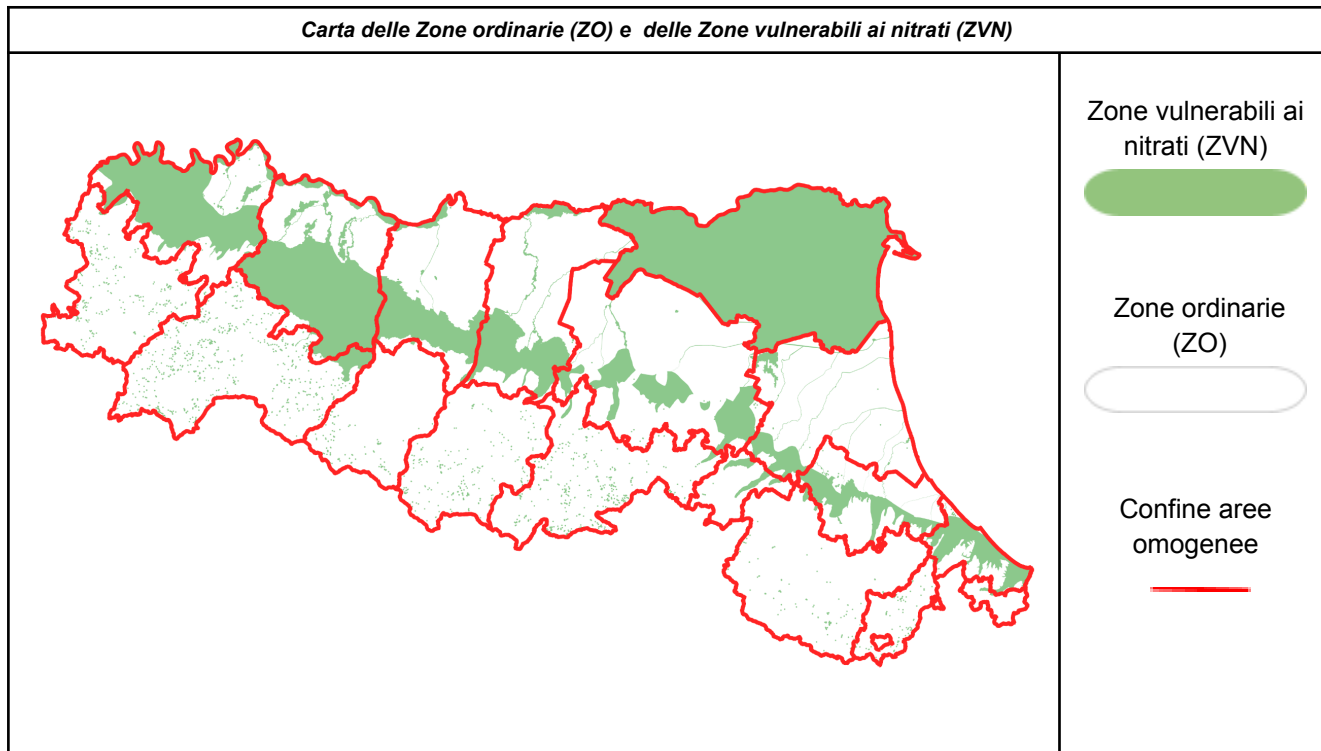 Carta delle Zone ordinarie (ZO) e  delle Zone vulnerabili ai nitrati (ZVN)
Zone vulnerabili ai
nitrati (ZVN)
Zone ordinarie
(ZO)
Confine aree
omogenee